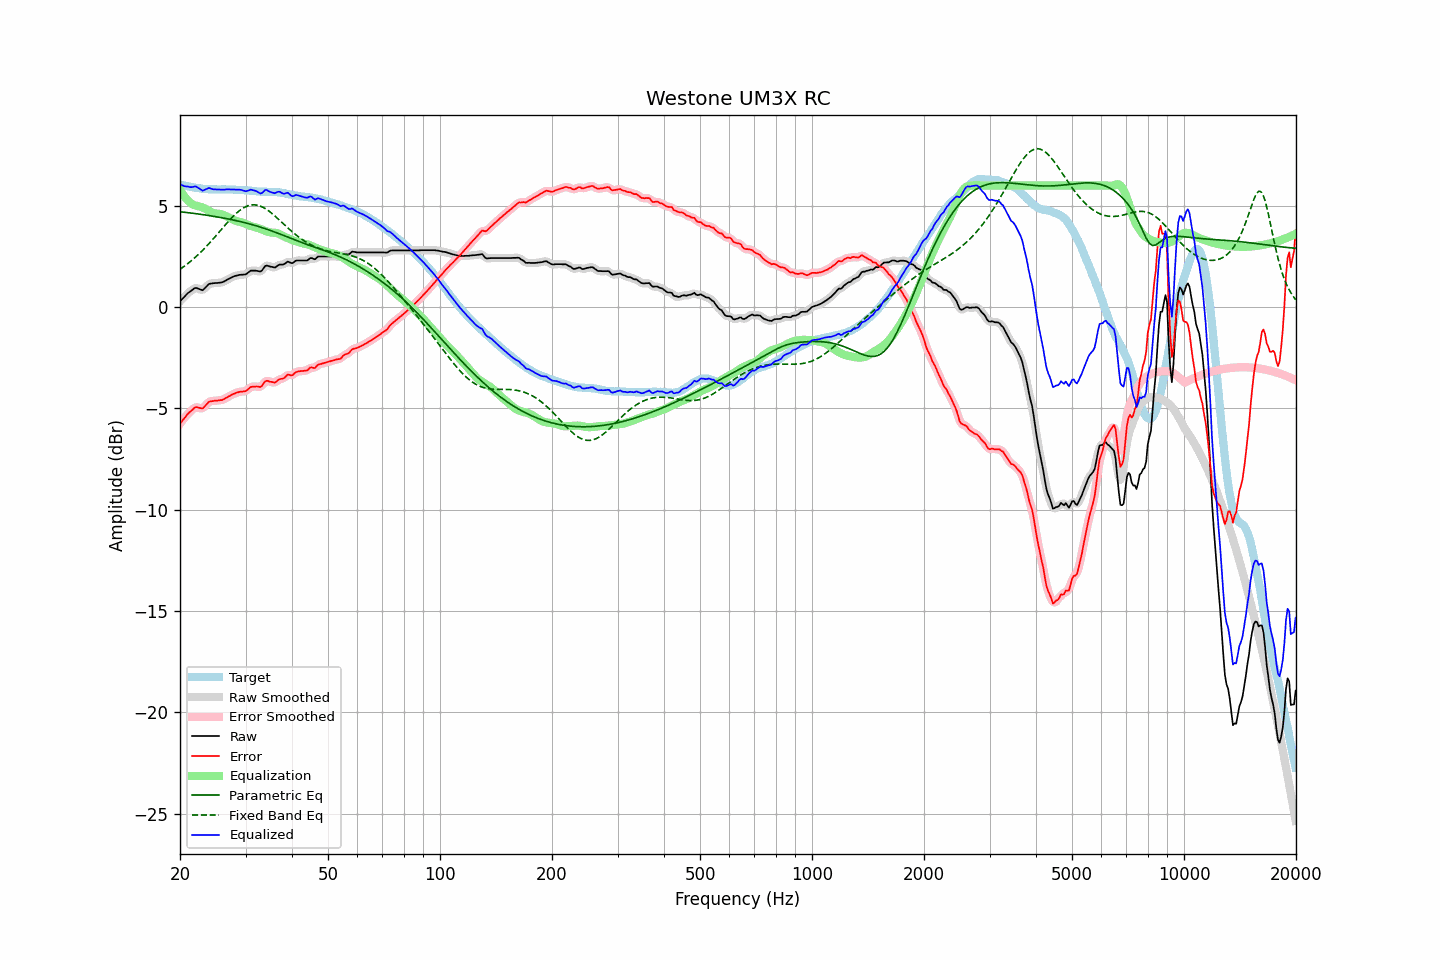 Westone UM3X RC
Amplitude (dBr)
5
0
−5
−10
−15
−20
−25
Target
Raw Smoothed
Error Smoothed
Raw
Error
Equalization
Parametric Eq
Fixed Band Eq
Equalized
20 50 100 200 500 1000 2000 5000 10000 20000
Frequency (Hz)